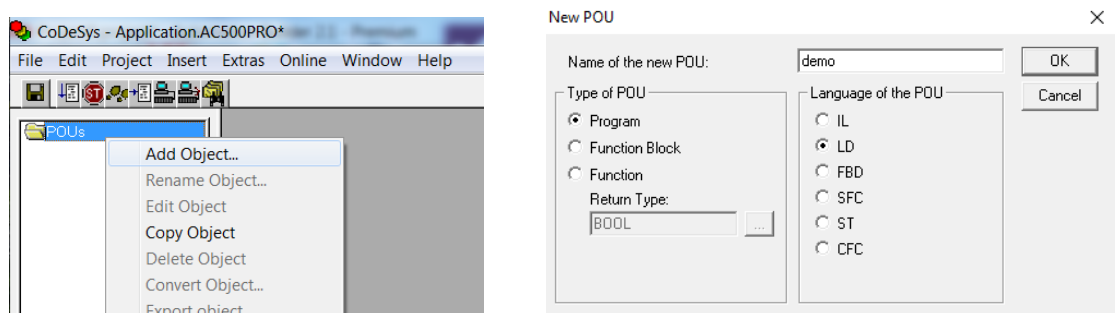 CoDeSys - Application.AC500PRO*
File Edit Project Insert Extras Online Window Help
POUs
Add Object...
Rename Object...
Edit Object
Copy Object
Delete Object
Convert Object...
Export object
New POU
Name of the new POU:
demo
OK
Cancel
Type of POU
Program
Function Block
Function
Return Type:
BOOL
...
Language of the POU
IL
LD
FBD
SFC
ST
CFC